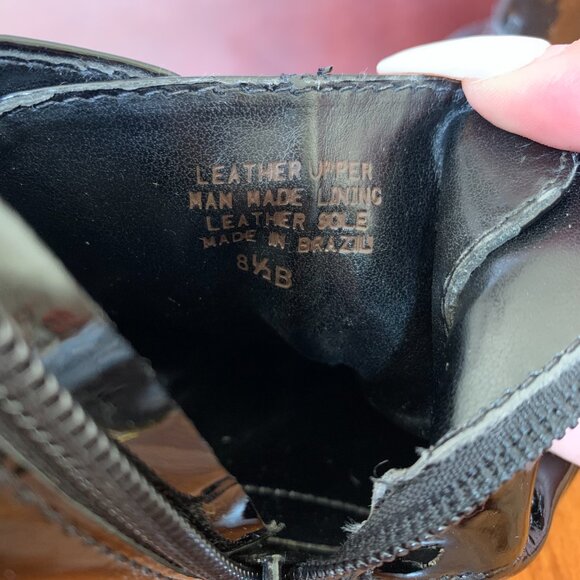 LEATHER UPPER
MAN MADE LINING
LEATHER SOLE
MADE IN BRAZIL
8½B